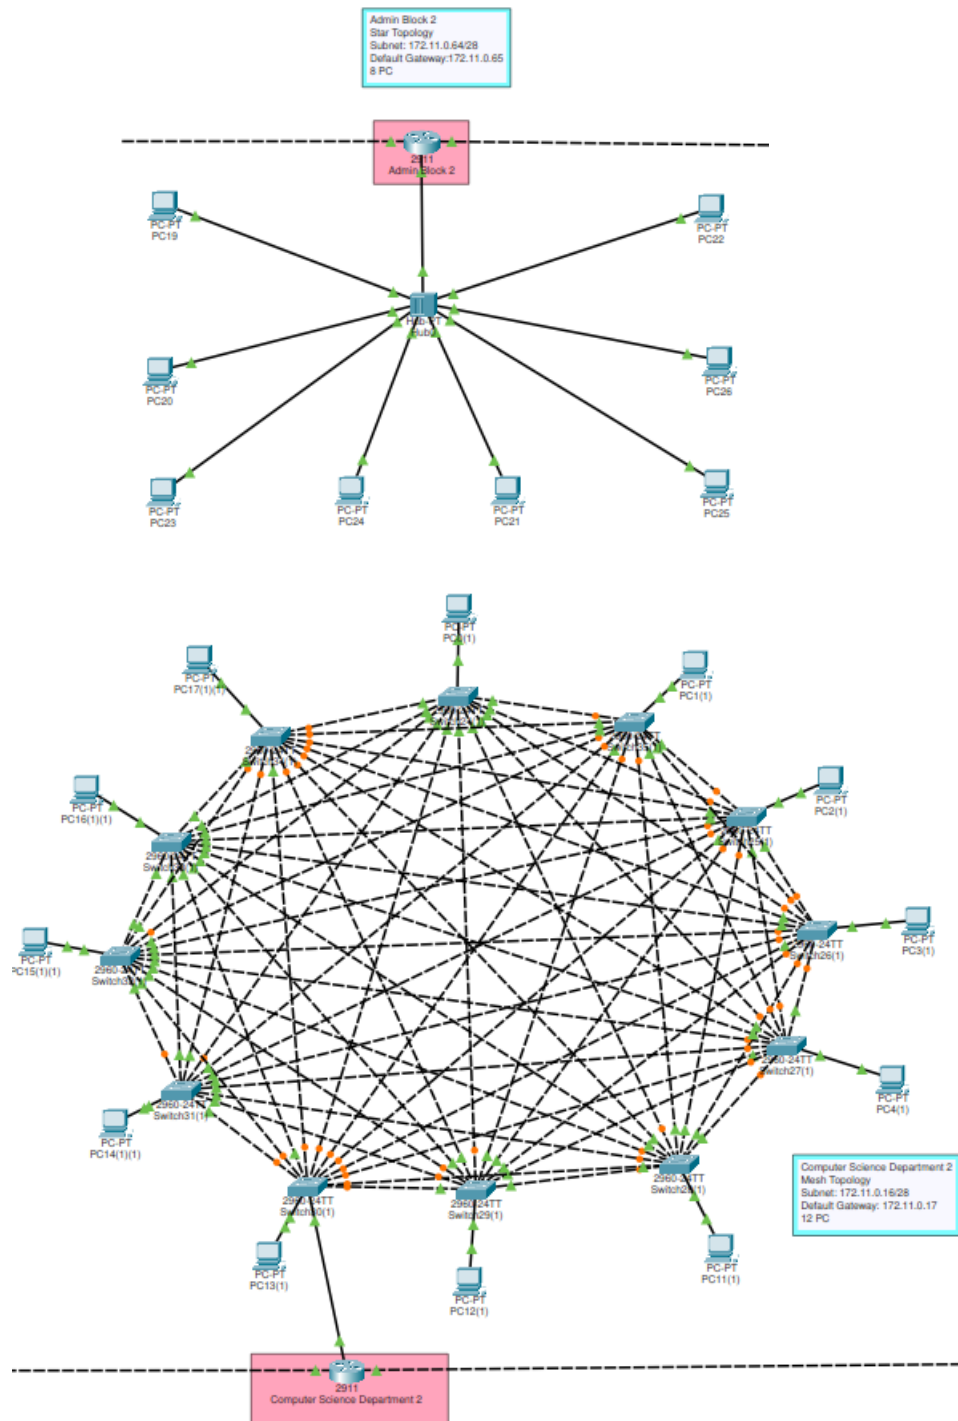 Admin Block 2
Star Topology
Subnet: 172.11.0.64/28
Default Gateway:172.11.0.65
8 PC
2911
Admin Block 2
PC-PT
PC19
PC-PT
PC22
Hub-PT
PC-PT
PC20
PC-PT
PC26
PC-PT
PC23
PC-PT
PC24
PC-PT
PC21
PC-PT
PC25
PC-PT
PC-PT
PC17(1)(1)
PC-PT
PC1(1)
PC-PT
PC16(1)(1)
PC-PT
PC2(1)
PC-PT
PC15(1)(1)
PC-PT
PC3(1)
2960-24TT
Switch26(1)
2960-24TT
Switch27(1)
PC-PT
PC4(1)
2960-24TT
Switch31(1)
PC-PT
PC14(1)(1)
2960-24TT
2960-24TT
Switch30(1)
2960-24TT
Switch29(1)
Computer Science Department 2
Mesh Topology
Subnet: 172.11.0.16/28
Default Gateway: 172.11.0.17
12 PC
PC-PT
PC13(1)
PC-PT
PC12(1)
PC-PT
PC11(1)
2911
Computer Science Department 2